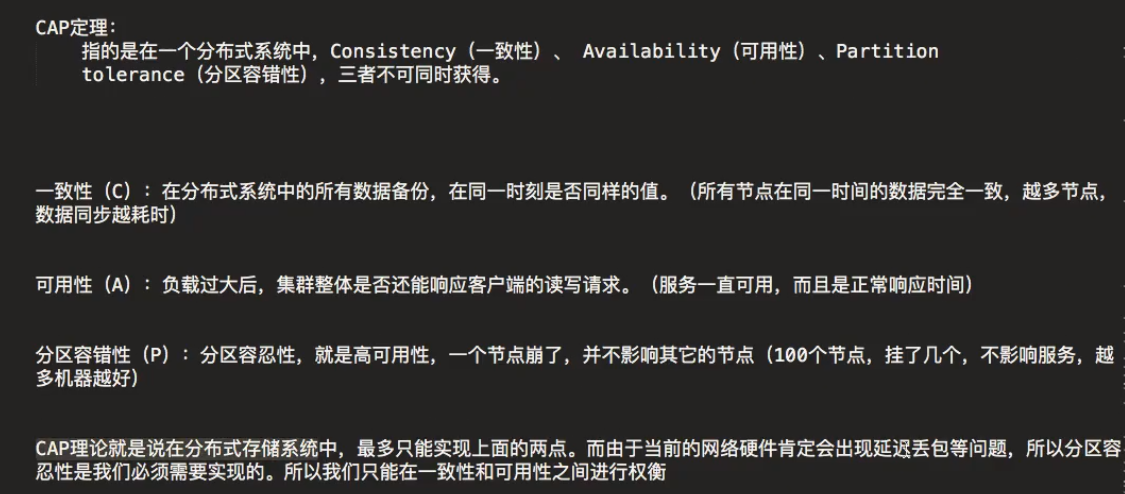 CAP定理:
指的是在一个分布式系统中，Consistency（一致性）、 Availability（可用性）、Partition
tolerance（分区容错性），三者不可同时获得。
一致性（C）：在分布式系统中的所有数据备份，在同一时刻是否同样的值。（所有节点在同一时间的数据完全一致，越多节点，
数据同步越耗时）
可用性（A）：负载过大后，集群整体是否还能响应客户端的读写请求。（服务一直可用，而且是正常响应时间）
分区容错性（P）：分区容忍性，就是高可用性，一个节点崩了，并不影响其它的节点（100个节点，挂了几个，不影响服务，越
多机器越好）
CAP理论就是说在分布式存储系统中，最多只能实现上面的两点。而由于当前的网络硬件肯定会出现延迟丢包等问题，所以分区容
忍性是我们必须需要实现的。所以我们只能在一致性和可用性之间进行权衡